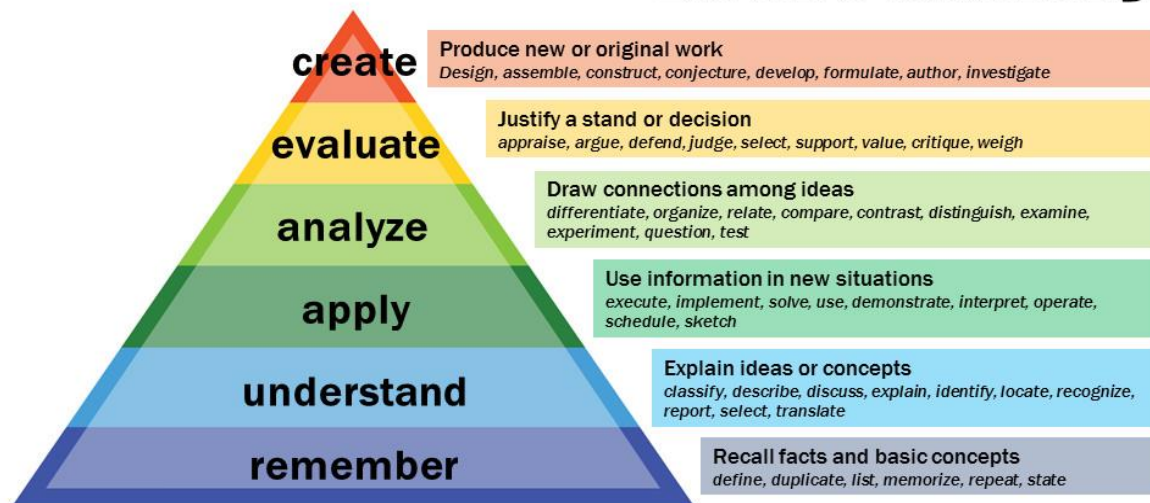 create
Produce new or original work
Design, assemble, construct, conjecture, develop, formulate, author, investigate
evaluate
Justify a stand or decision
appraise, argue, defend, judge, select, support, value, critique, weigh
analyze
Draw connections among ideas
differentiate, organize, relate, compare, contrast, distinguish, examine,
experiment, question, test
apply
Use information in new situations
execute, implement, solve, use, demonstrate, interpret, operate,
schedule, sketch
understand
Explain ideas or concepts
classify, describe, discuss, explain, identify, locate, recognize,
report, select, translate
remember
Recall facts and basic concepts
define, duplicate, list, memorize, repeat, state